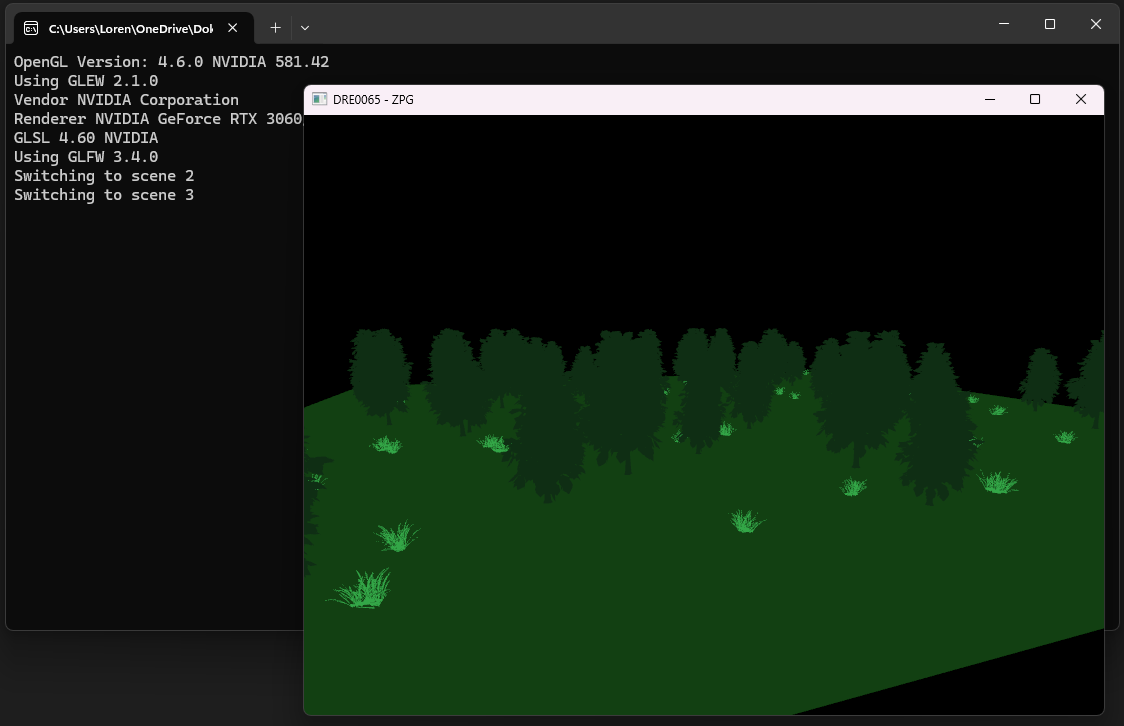 C:\Users\Loren\OneDrive\Dol
OpenGL Version: 4.6.0 NVIDIA 581.42
Using GLEW 2.1.0
Vendor NVIDIA Corporation
Renderer NVIDIA GeForce RTX 3060
GLSL 4.60 NVIDIA
Using GLFW 3.4.0
Switching to scene 2
Switching to scene 3
DRE0065 - ZPG